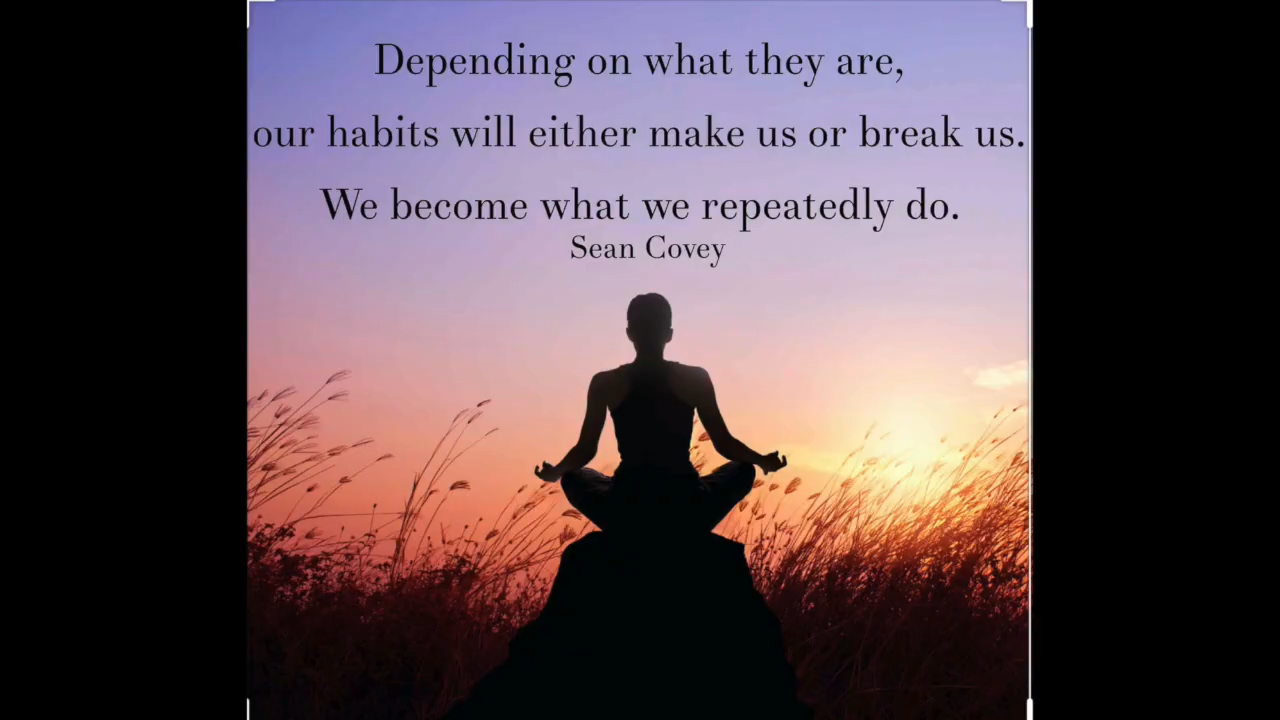 Depending on what they are,
our habits will either make us or break us.
We become what we repeatedly do.
Sean Covey